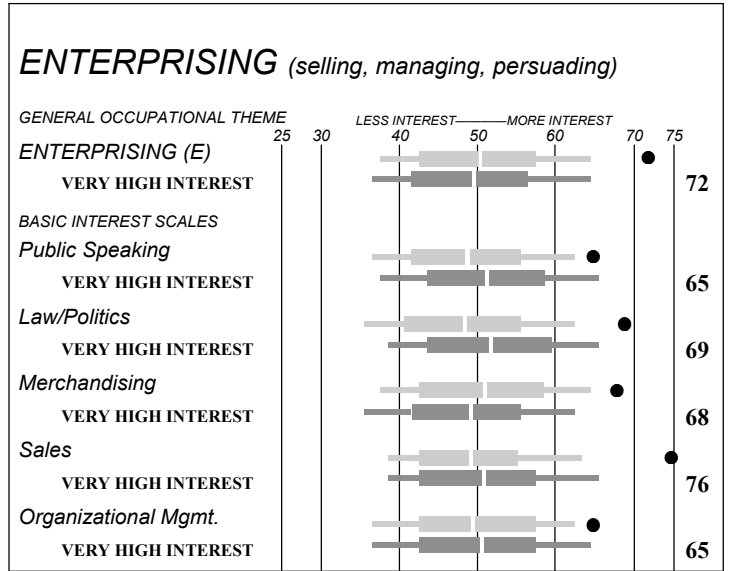 ENTERPRISING (selling, managing, persuading)
GENERAL OCCUPATIONAL THEME
LESS INTEREST———MORE INTEREST
25 30 40 50 60 70 75
ENTERPRISING (E)
VERY HIGH INTEREST 72
BASIC INTEREST SCALES
Public Speaking
VERY HIGH INTEREST 65
Law/Politics
VERY HIGH INTEREST 69
Merchandising
VERY HIGH INTEREST 68
Sales
VERY HIGH INTEREST 76
Organizational Mgmt.
VERY HIGH INTEREST 65